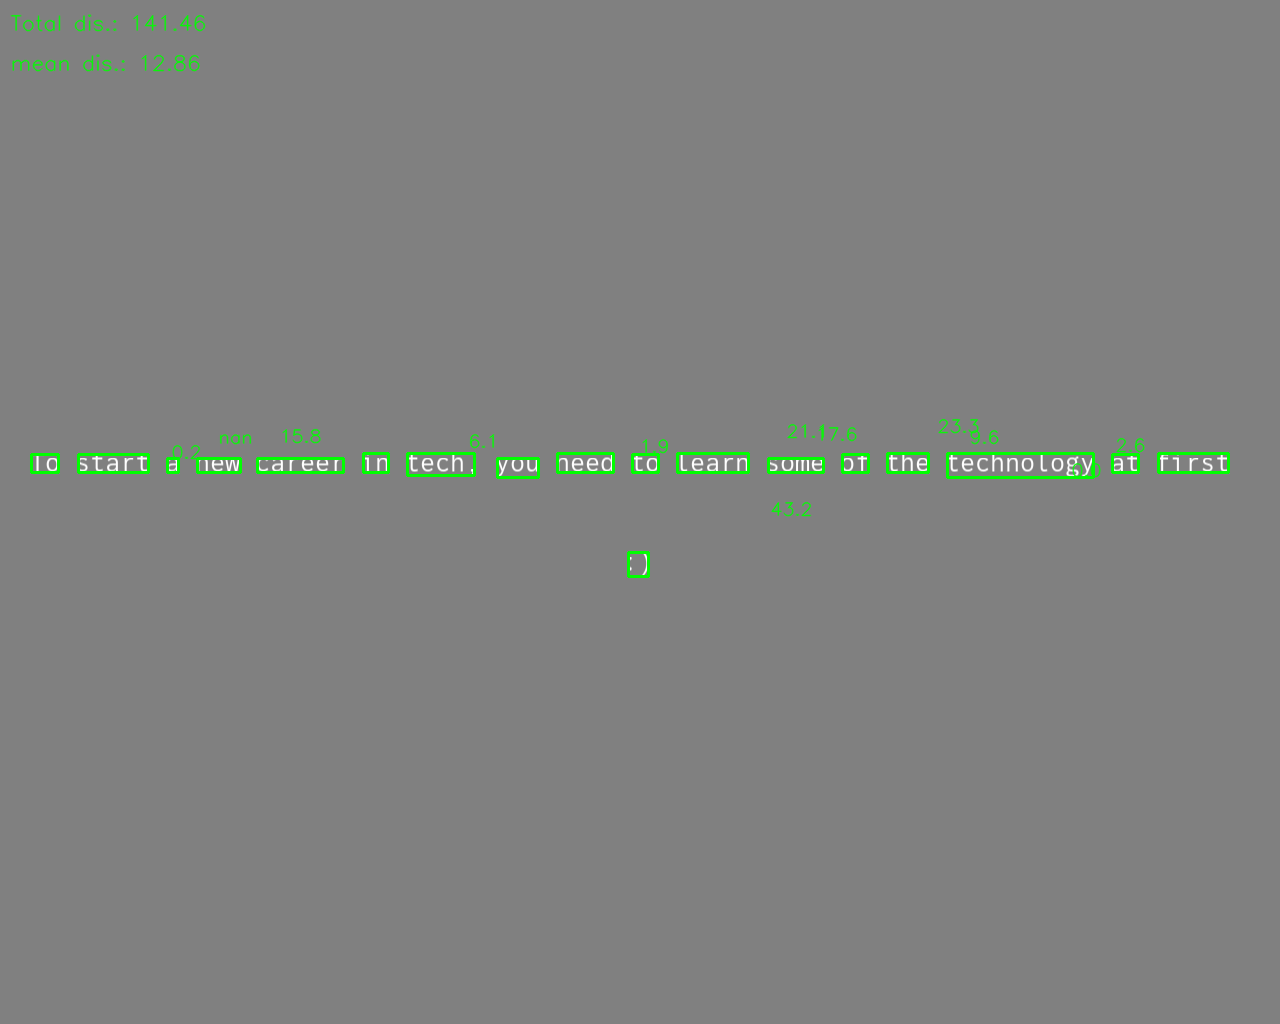 Total dis.: 141.46
mean dis.: 12.86
nan 15.8 6.1 1.9 21.1 17.6 23.3 9.6 2.6
0.2
To start a new career in tech, you need to learn some of the technology at first
43.2
:)